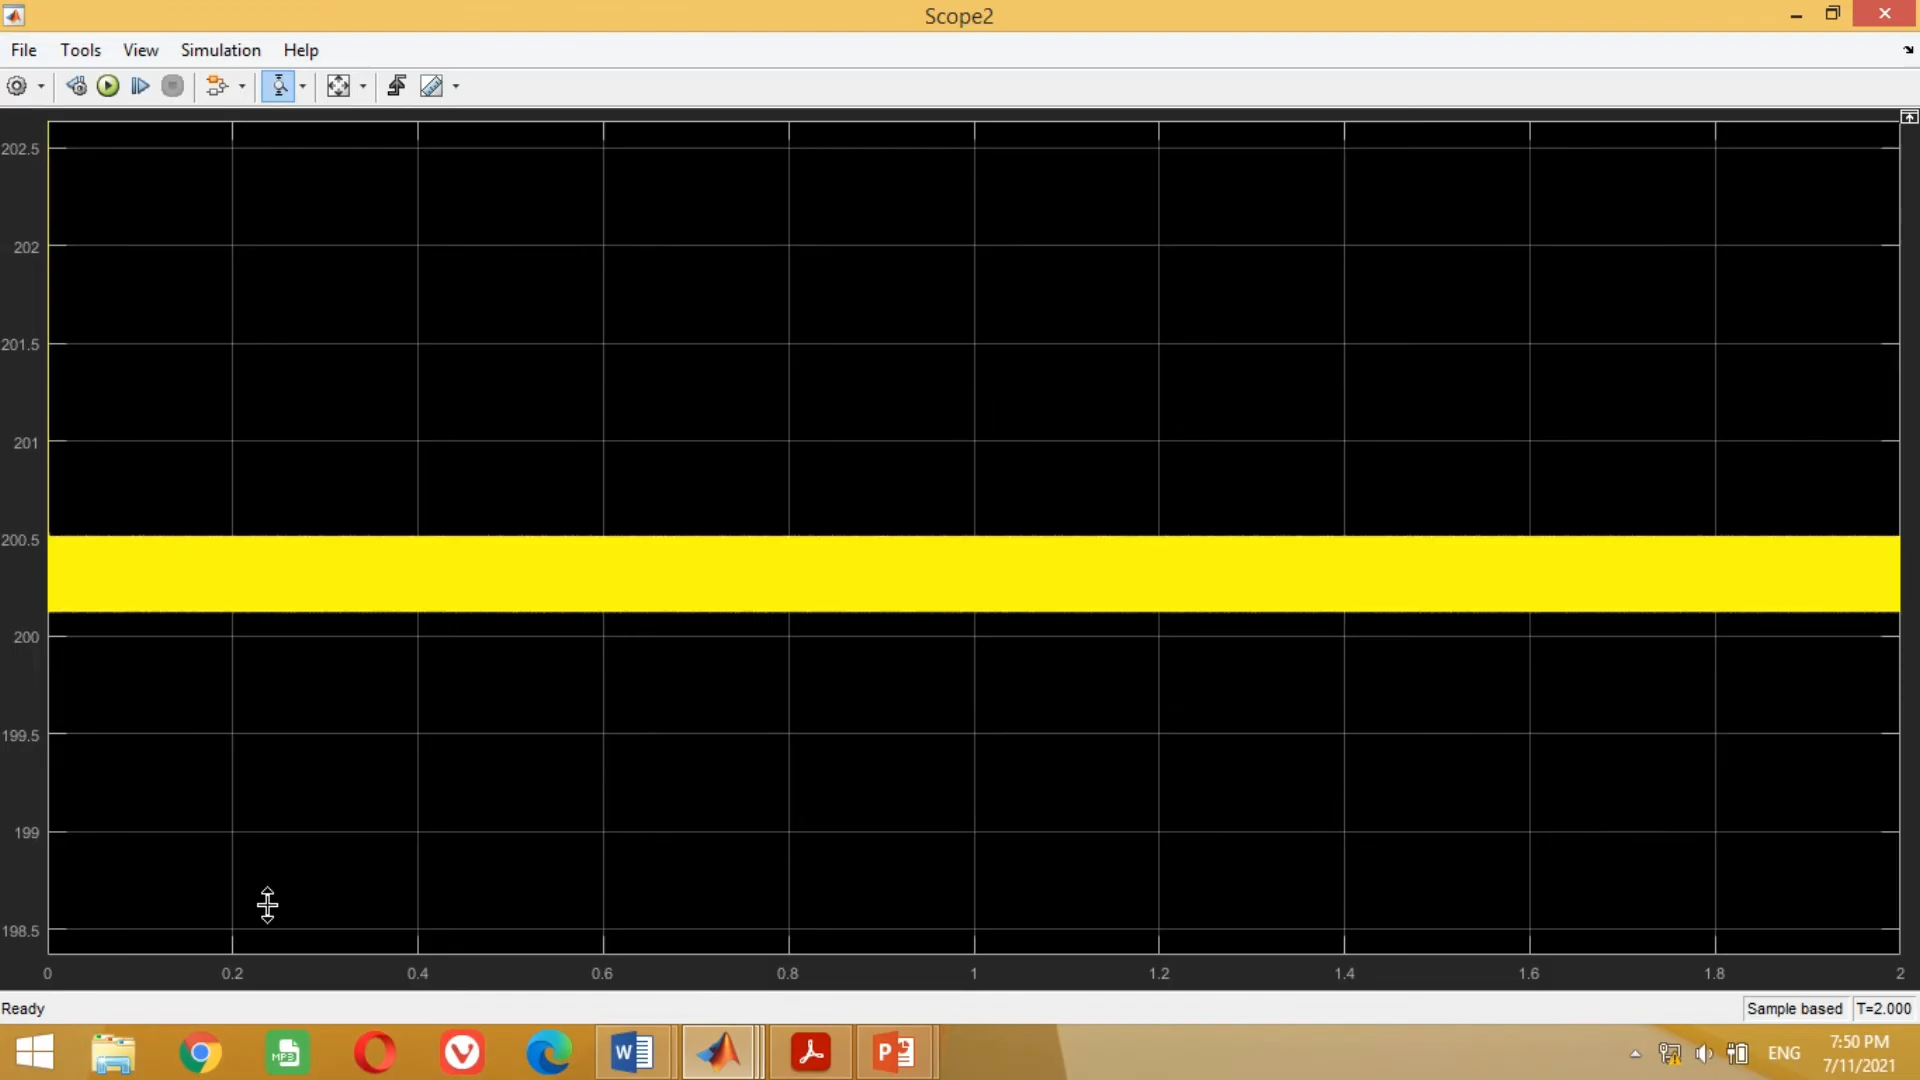 Scope2
File Tools View Simulation Help
202.5
202
201.5
201
200.5
200
199.5
199
198.5
0 0.2 0.4 0.6 0.8 1 1.2 1.4 1.6 1.8 2
Ready Sample based T=2.000
MP3 W P ENG 7:50 PM
7/11/2021